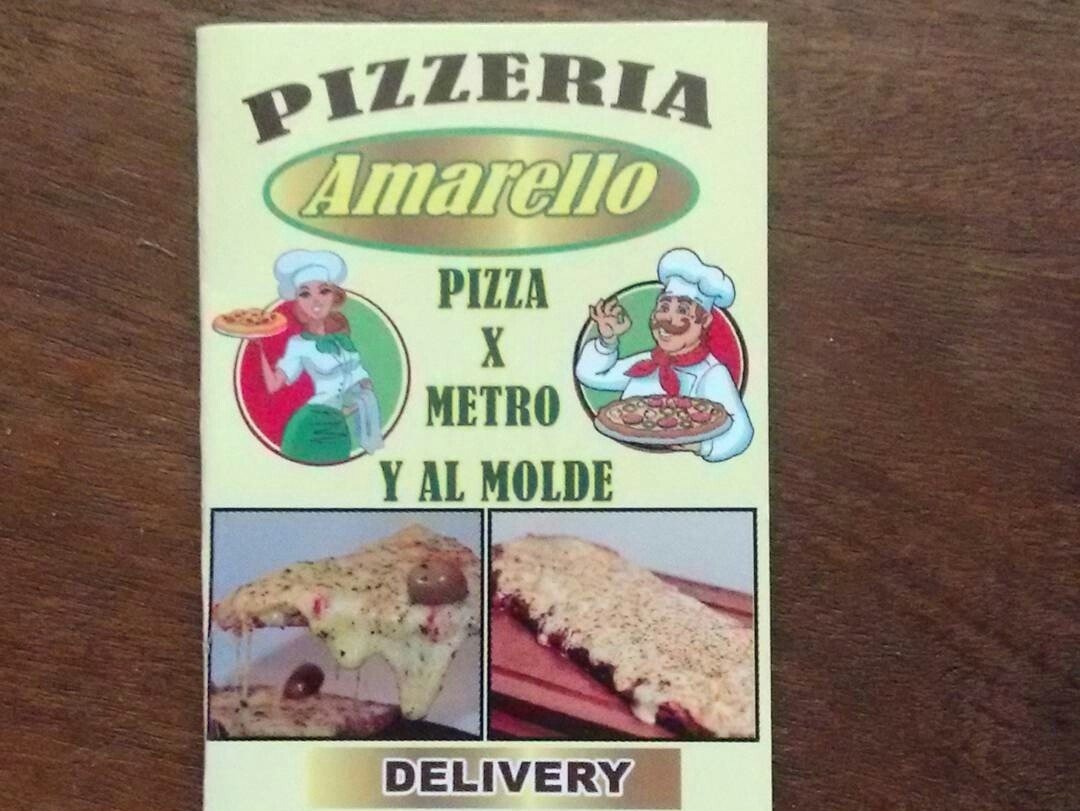 PIZZERIA
Amarello
PIZZA
X
METRO
Y AL MOLDE
DELIVERY